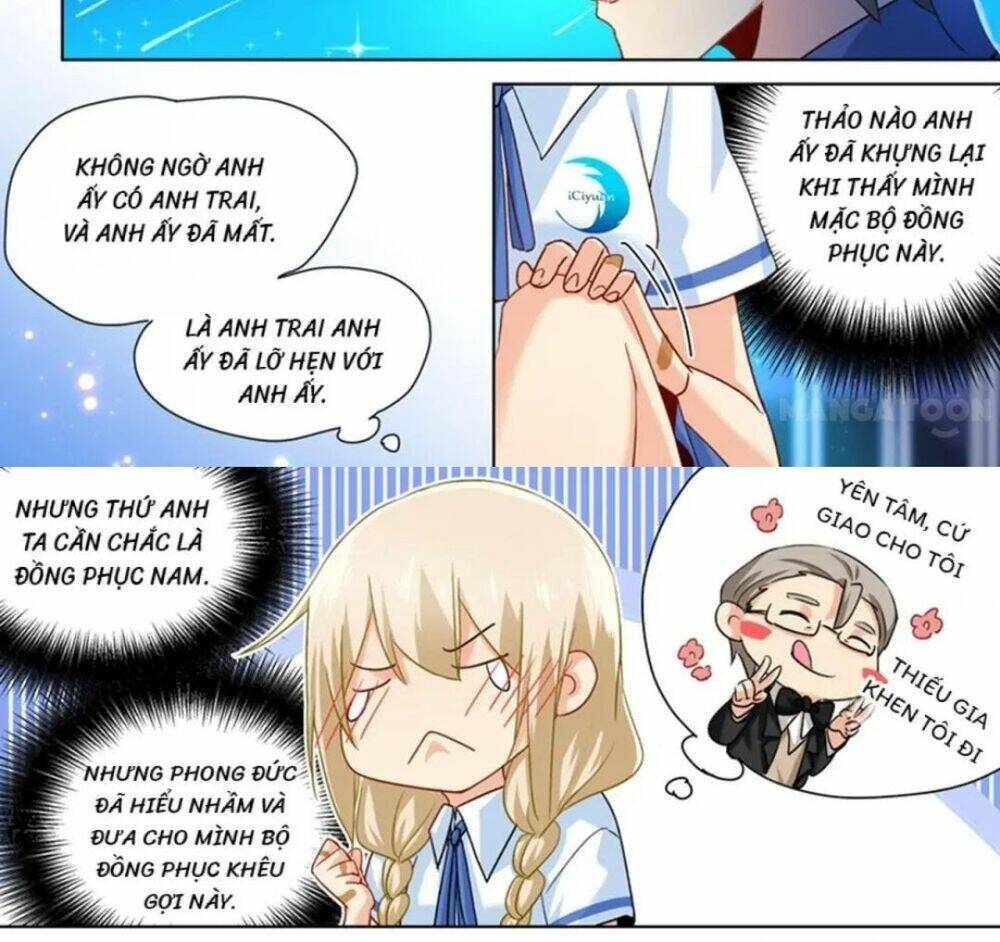 KHÔNG NGỜ ANH
ẤY CÓ ANH TRAI,
VÀ ANH ẤY ĐÃ MẤT.
LÀ ANH TRAI ANH
ẤY ĐÃ LỠ HẸN VỚI
ANH ẤY.
iCiyuan
THẢO NÀO ANH
ẤY ĐÃ KHỰNG LẠI
KHI THẤY MÌNH
MẶC BỘ ĐỒNG
PHỤC NÀY.
MANGATOON
NHƯNG THỨ ANH
TA CẦN CHẮC LÀ
ĐỒNG PHỤC NAM.
YÊN TÂM, CỨ
GIAO CHO TÔI
THIẾU GIA
KHEN TÔI ĐI
NHƯNG PHONG ĐỨC
ĐÃ HIỂU NHẦM VÀ
ĐƯA CHO MÌNH BỘ
ĐỒNG PHỤC KHÊU
GỢI NÀY.